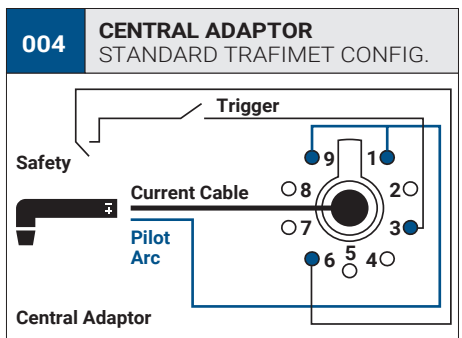 004
CENTRAL ADAPTOR
STANDARD TRAFIMET CONFIG.
Trigger
Safety
9
1
Current Cable
8
2
7
3
Pilot
Arc
6
5
4
Central Adaptor